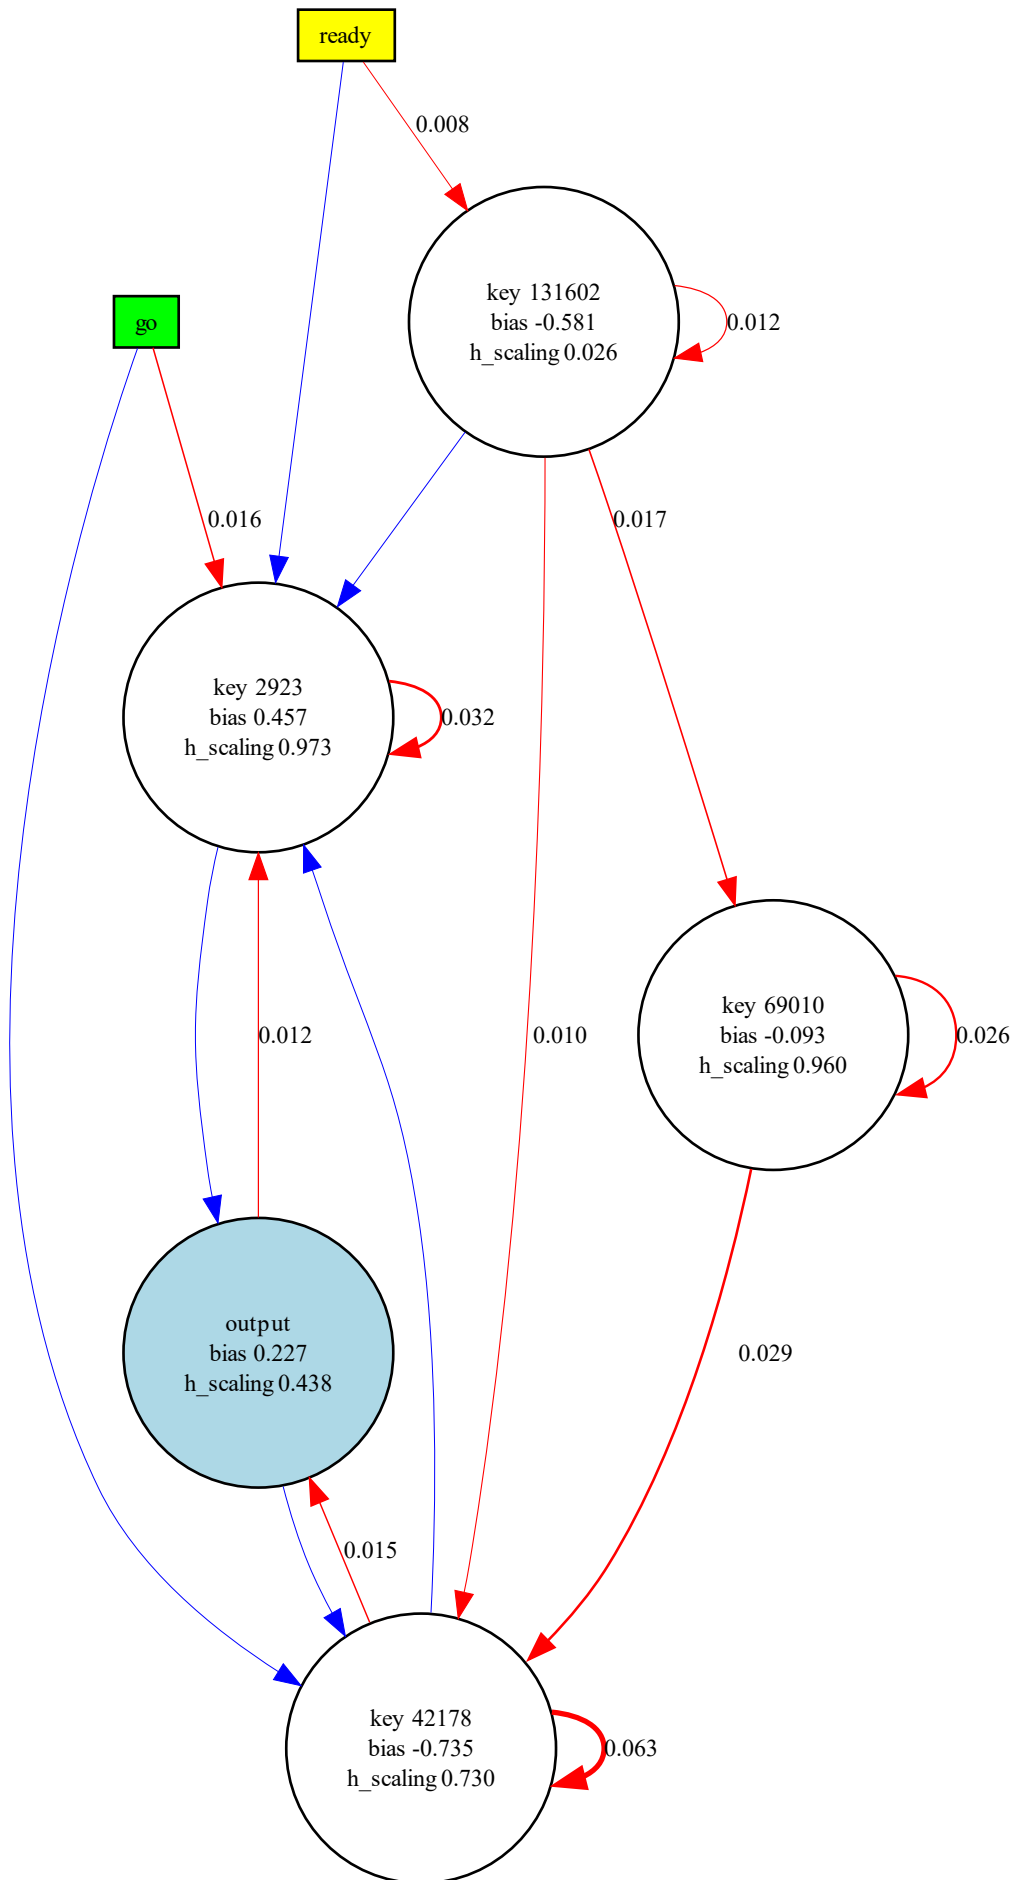 ready
0.008
key 131602
bias -0.581
h_scaling 0.026
0.012
go
0.016
0.017
key 2923
bias 0.457
h_scaling 0.973
0.032
key 69010
bias -0.093
h_scaling 0.960
0.012
0.010
0.026
output
bias 0.227
h_scaling 0.438
0.029
0.015
key 42178
bias -0.735
h_scaling 0.730
0.063